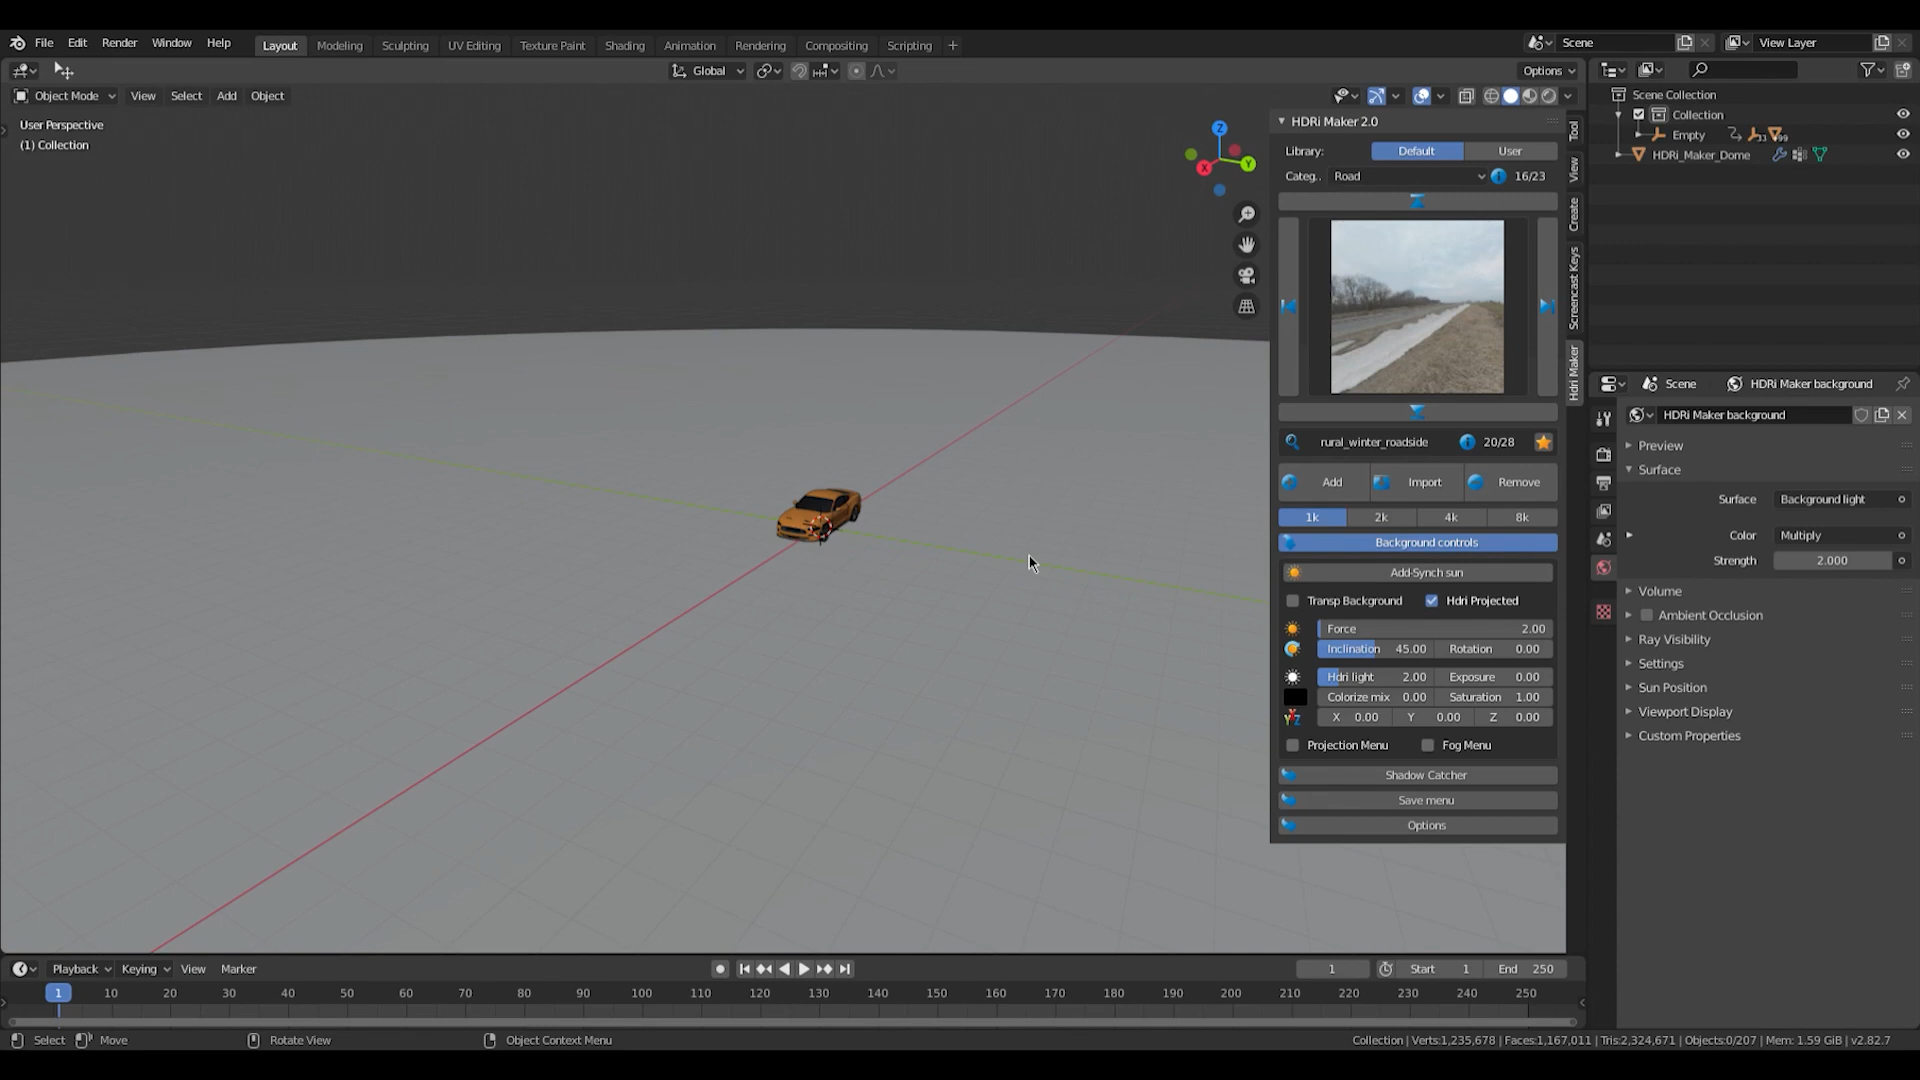 File Edit Render Window Help Layout Modeling Sculpting UV Editing Texture Paint Shading Animation Rendering Compositing Scripting + Scene View Layer
Global Options
Object Mode View Select Add Object
User Perspective
(1) Collection
Z
Y
X
HDRi Maker 2.0
Library: Default User
Categ.. Road 16/23
rural_winter_roadside 20/28
Add Import Remove
1k 2k 4k 8k
Background controls
Add-Synch sun
Transp Background Hdri Projected
Force 2.00
Inclination 45.00 Rotation 0.00
Hdri light 2.00 Exposure 0.00
Colorize mix 0.00 Saturation 1.00
X 0.00 Y 0.00 Z 0.00
Projection Menu Fog Menu
Shadow Catcher
Save menu
Options
Tool
View
Create
Screencast Keys
Hdri Maker
Scene Collection
Collection
Empty 33 99
HDRi_Maker_Dome
Scene HDRi Maker background
HDRi Maker background
Preview
Surface
Surface Background light
Color Multiply
Strength 2.000
Volume
Ambient Occlusion
Ray Visibility
Settings
Sun Position
Viewport Display
Custom Properties
Playback Keying View Marker 1 Start 1 End 250
1 10 20 30 40 50 60 70 80 90 100 110 120 130 140 150 160 170 180 190 200 210 220 230 240 250
Select Move Rotate View Object Context Menu Collection | Verts:1,235,678 | Faces:1,167,011 | Tris:2,324,671 | Objects:0/207 | Mem: 1.59 GiB | v2.82.7